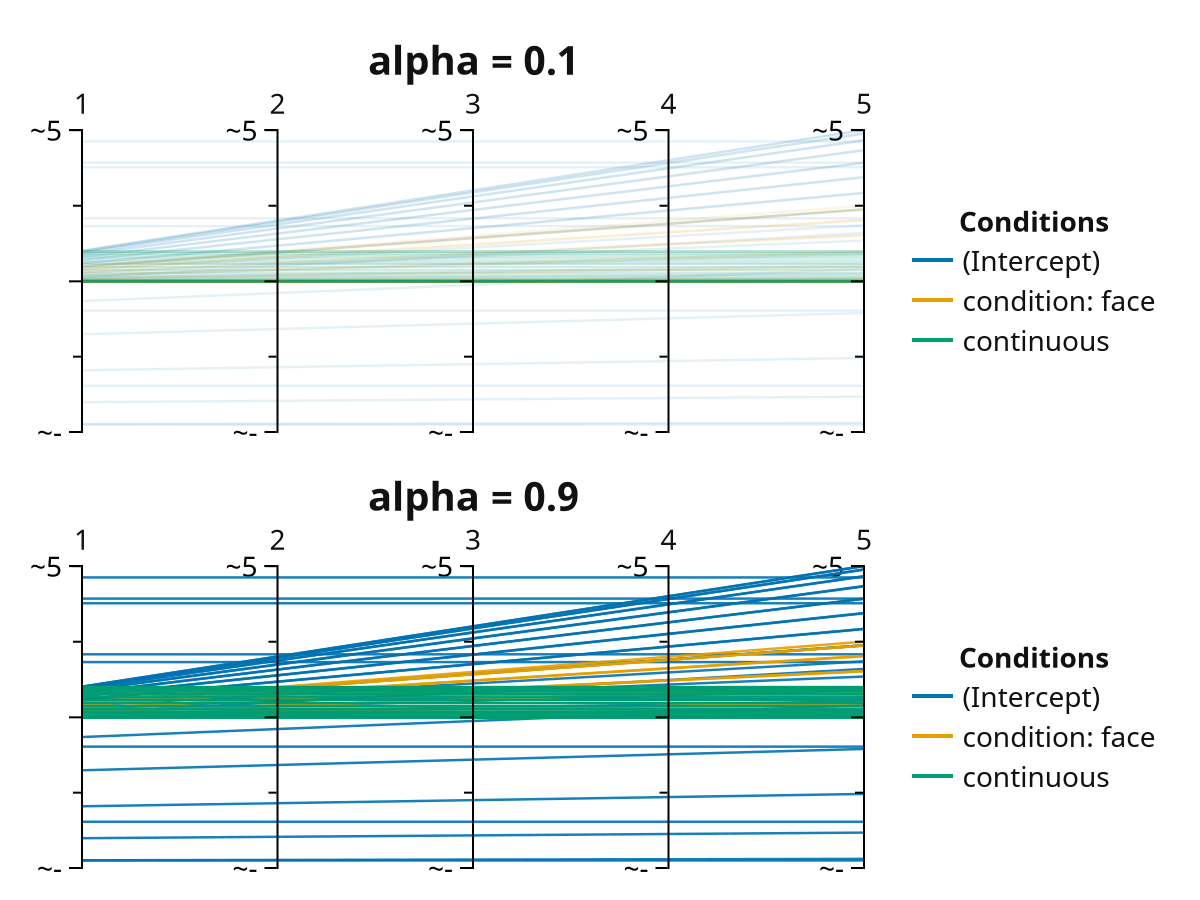 alpha = 0.1
1 2 3 4 5
~5 ~5 ~5 ~5 ~5
Conditions
(Intercept)
condition: face
continuous
~- ~- ~- ~- ~-
alpha = 0.9
1 2 3 4 5
~5 ~5 ~5 ~5 ~5
Conditions
(Intercept)
condition: face
continuous
~- ~- ~- ~- ~-